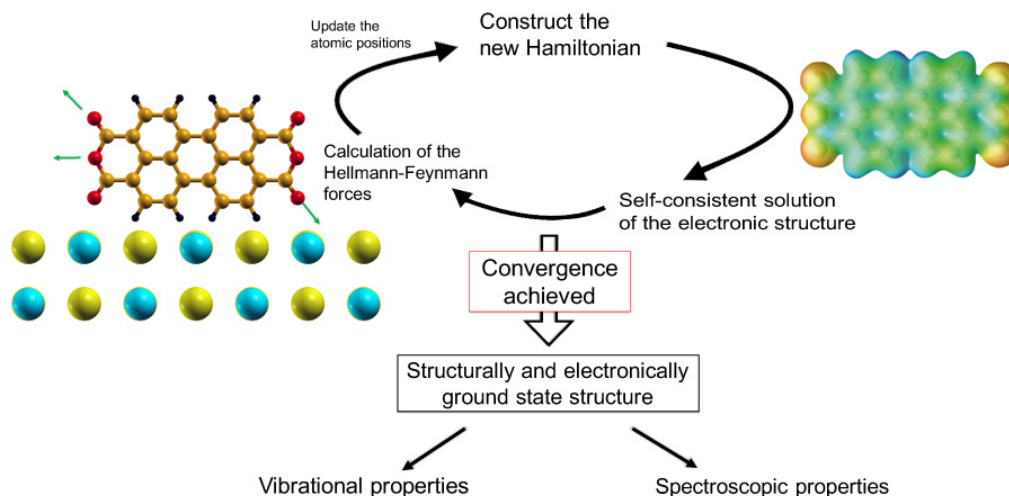 Update the
atomic positions
Construct the
new Hamiltonian
Calculation of the
Hellmann-Feynmann
forces
Self-consistent solution
of the electronic structure
Convergence
achieved
Structurally and electronically
ground state structure
Vibrational properties
Spectroscopic properties